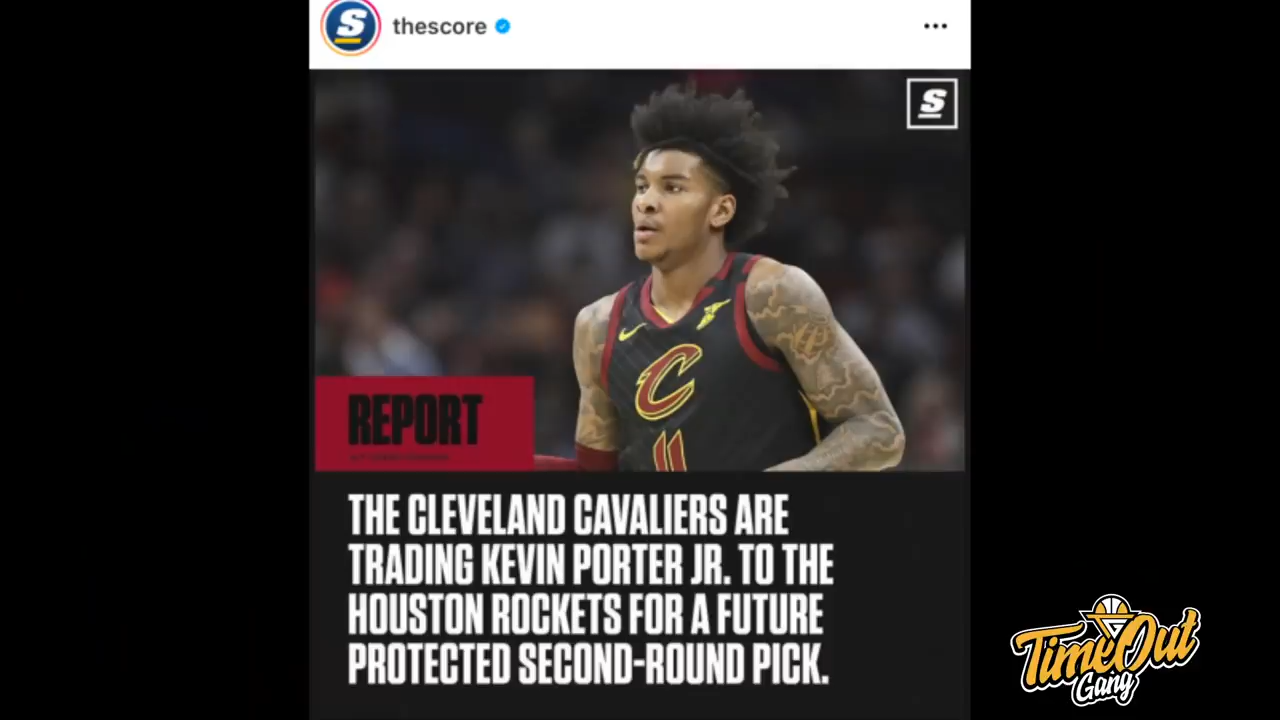 thescore
S
S
C
11
REPORT
THE CLEVELAND CAVALIERS ARE
TRADING KEVIN PORTER JR. TO THE
HOUSTON ROCKETS FOR A FUTURE
PROTECTED SECOND-ROUND PICK.
TimeOut
Gang